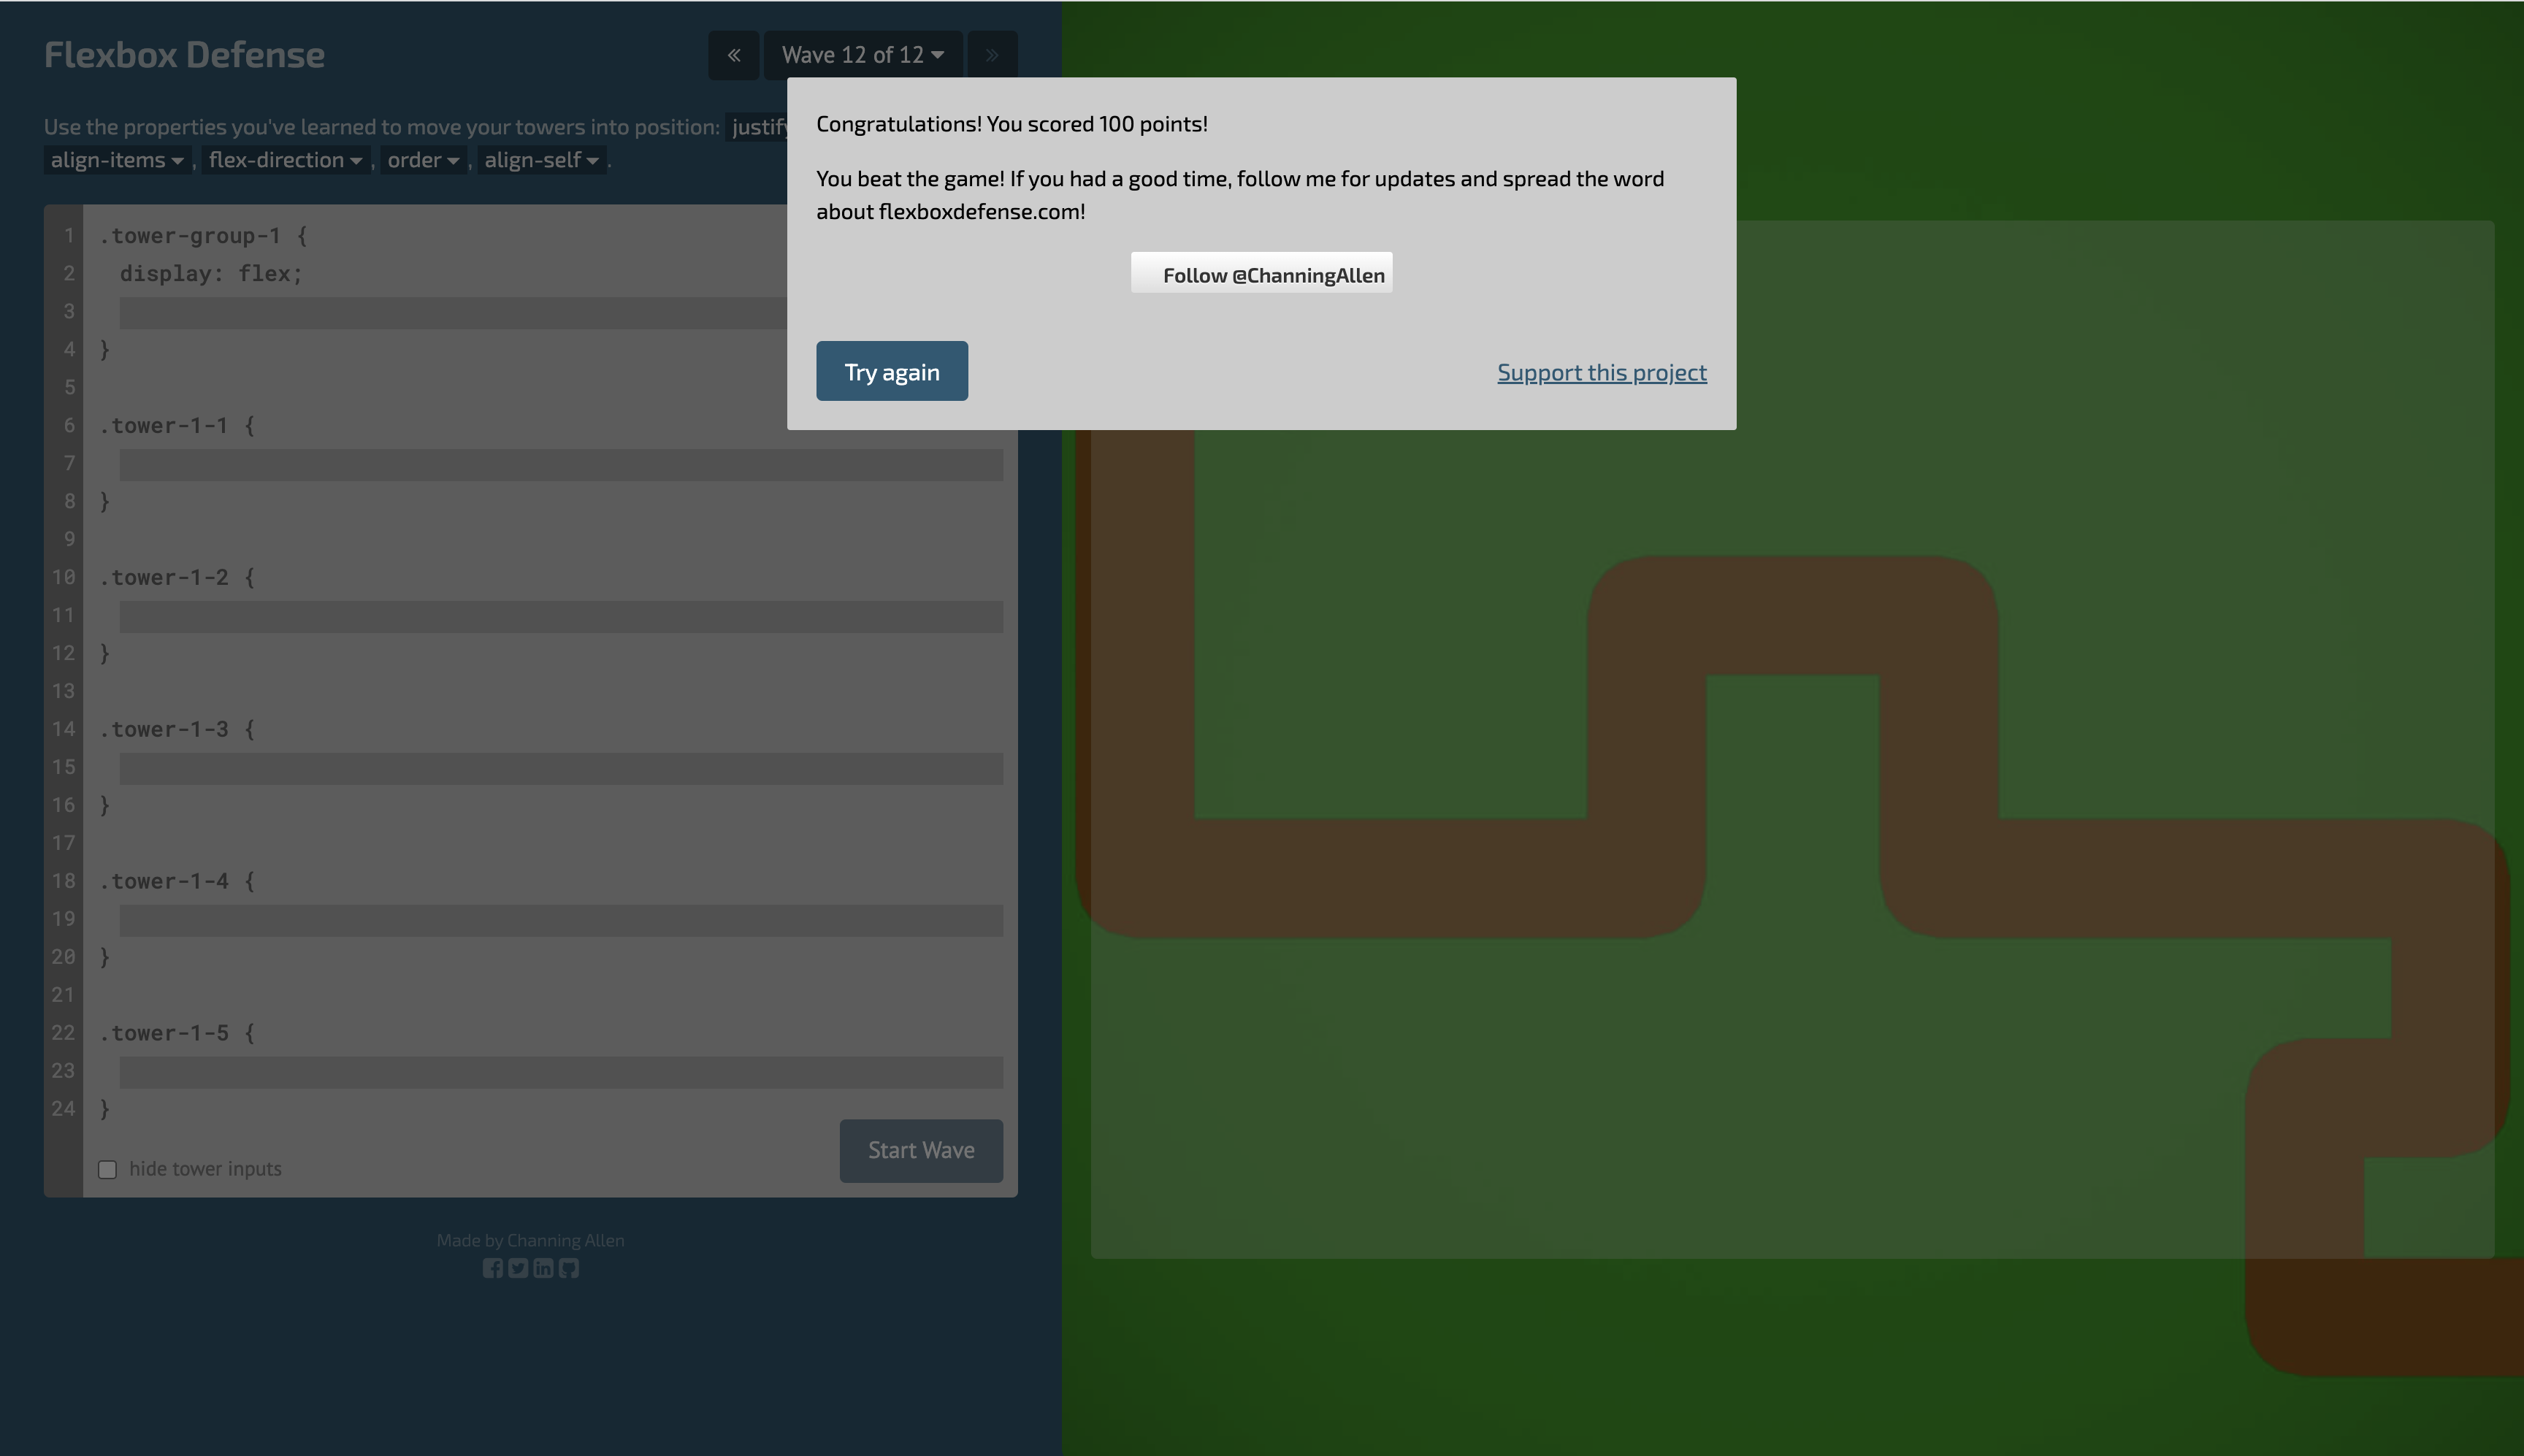 Flexbox Defense
«
Wave 12 of 12
»
Use the properties you've learned to move your towers into position:
align-items , flex-direction , order , align-self .
Congratulations! You scored 100 points!
You beat the game! If you had a good time, follow me for updates and spread the word
about flexboxdefense.com!
Follow @ChanningAllen
Try again
Support this project
1 .tower-group-1 {
2 display: flex;
3
4 }
5
6 .tower-1-1 {
7
8 }
9
10 .tower-1-2 {
11
12 }
13
14 .tower-1-3 {
15
16 }
17
18 .tower-1-4 {
19
20 }
21
22 .tower-1-5 {
23
24 }
hide tower inputs
Start Wave
Made by Channing Allen